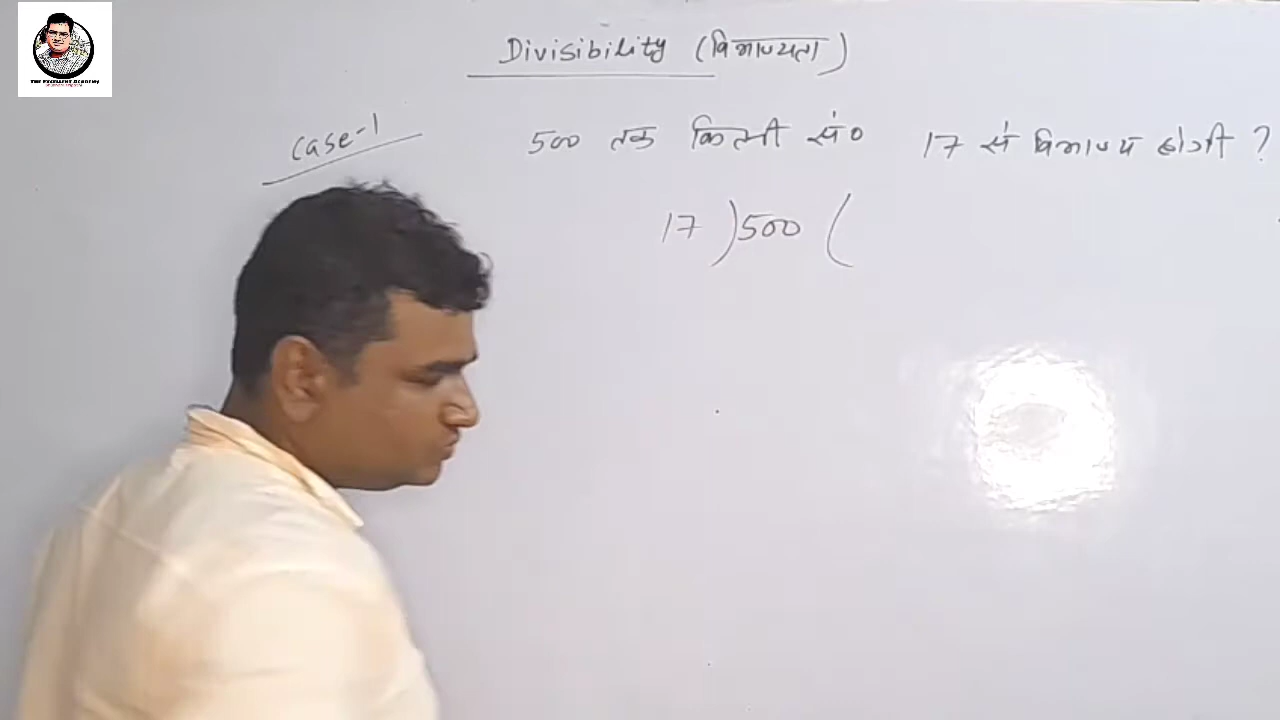 Divisibility (विभाज्यता)
Case-1
500 तक कितनी सं० 17 से विभाज्य होगी ?
17 ) 500 (